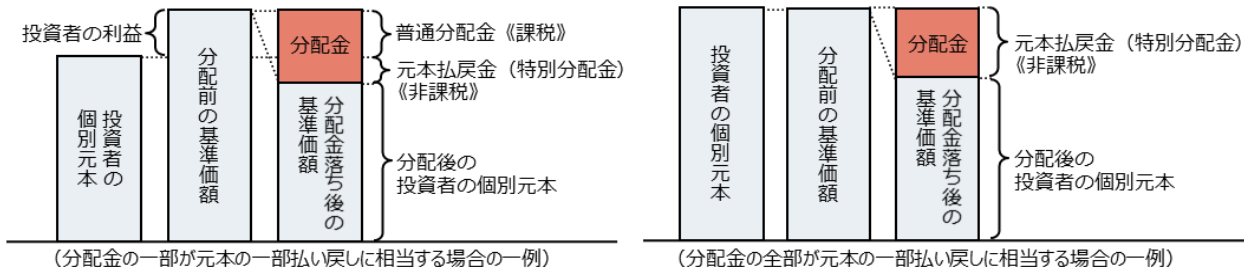 投資者の利益
投資者の
個別元本
分配前の基準価額
分配金
分配金落ち後の
基準価額
普通分配金《課税》
元本払戻金（特別分配金）
《非課税》
分配後の
投資者の個別元本
（分配金の一部が元本の一部払い戻しに相当する場合の一例）
投資者の個別元本
分配前の基準価額
分配金
分配金落ち後の
基準価額
元本払戻金（特別分配金）
《非課税》
分配後の
投資者の個別元本
（分配金の全部が元本の一部払い戻しに相当する場合の一例）